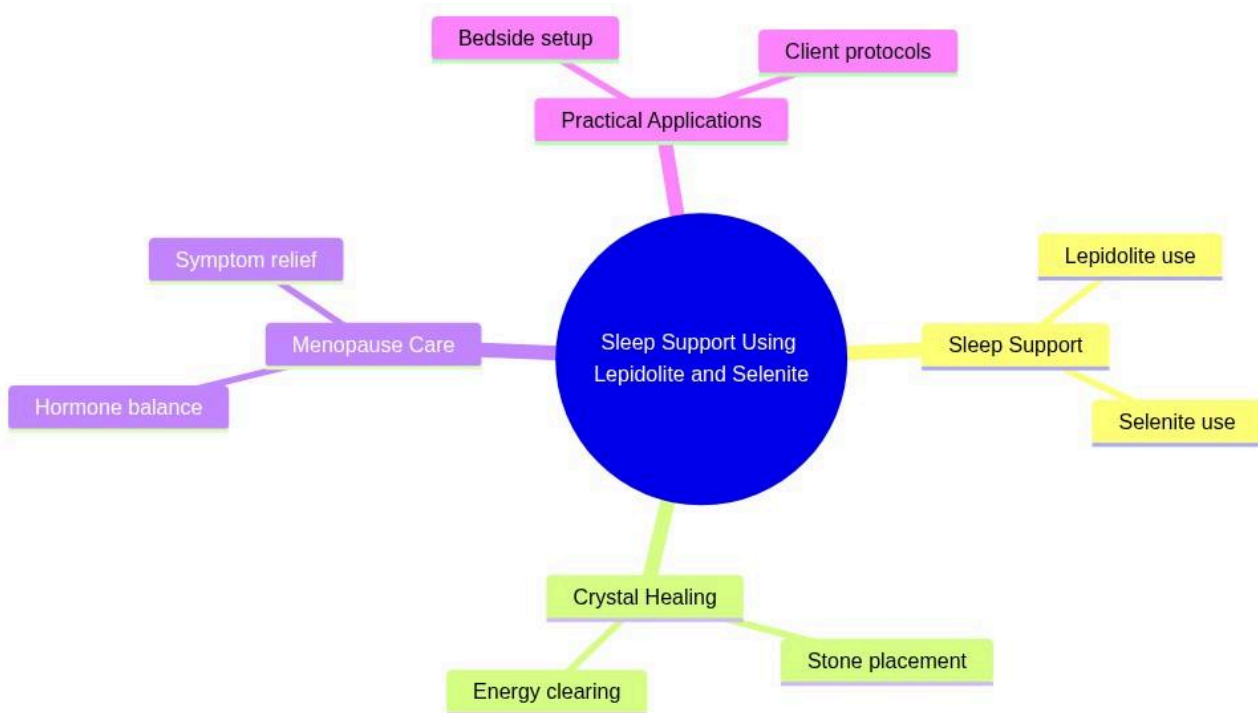 Bedside setup
Client protocols
Practical Applications
Symptom relief
Menopause Care
Hormone balance
Sleep Support Using
Lepidolite and Selenite
Lepidolite use
Sleep Support
Selenite use
Crystal Healing
Stone placement
Energy clearing